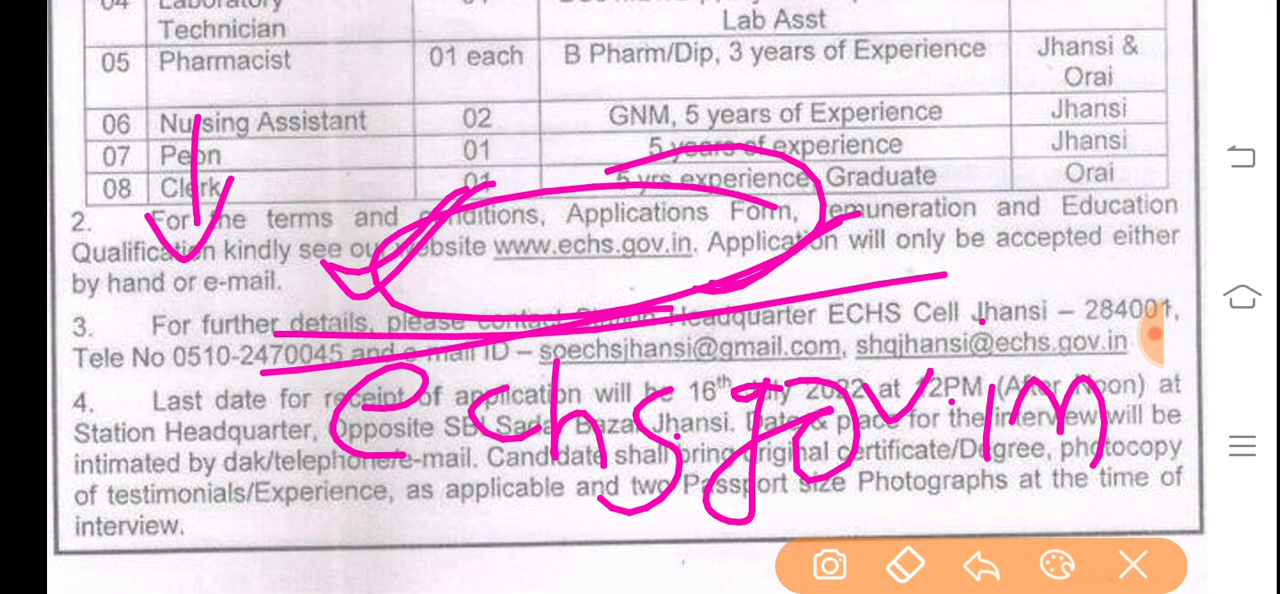 04 Laboratory
Technician
Lab Asst
05 Pharmacist 01 each B Pharm/Dip, 3 years of Experience Jhansi &
Orai
06 Nursing Assistant 02 GNM, 5 years of Experience Jhansi
07 Peon 01 5 years of experience Jhansi
08 Clerk 01 5 yrs experience, Graduate Orai
2. For the terms and conditions, Applications Form, remuneration and Education
Qualification kindly see our website www.echs.gov.in. Application will only be accepted either
by hand or e-mail.
3. For further details, please contact Station Headquarter ECHS Cell Jhansi – 284001,
Tele No 0510-2470045 and e-mail ID – soechsjhansi@gmail.com, shqjhansi@echs.gov.in
4. Last date for receipt of application will be 16th July 2022 at 12PM (After Noon) at
Station Headquarter, Opposite SBI Sadar Bazar Jhansi. Date & place for the interview will be
intimated by dak/telephone/e-mail. Candidate shall bring original certificate/Degree, photocopy
of testimonials/Experience, as applicable and two Passport size Photographs at the time of
interview.
echs.gov.in